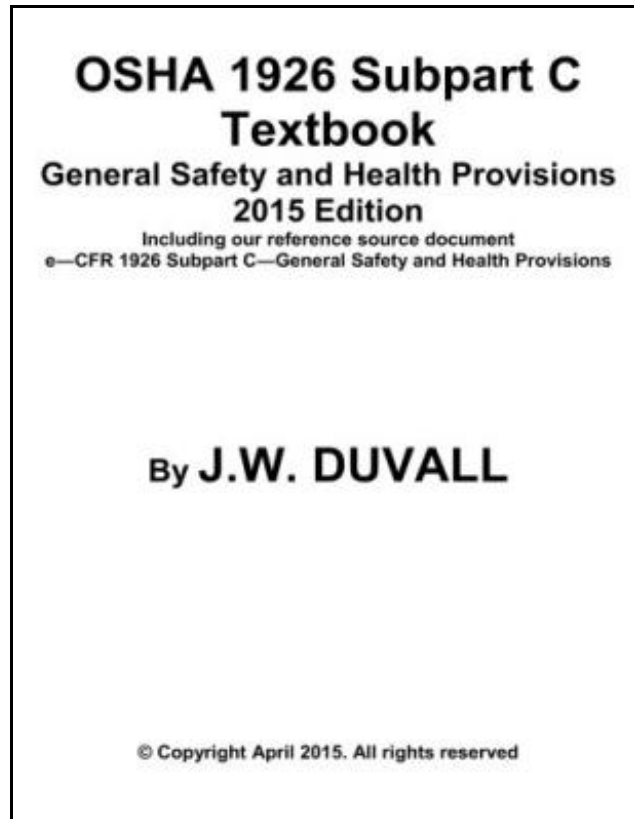 OSHA 1926 Subpart C
Textbook
General Safety and Health Provisions
2015 Edition
Including our reference source document
e—CFR 1926 Subpart C—General Safety and Health Provisions
By J.W. DUVALL
© Copyright April 2015. All rights reserved